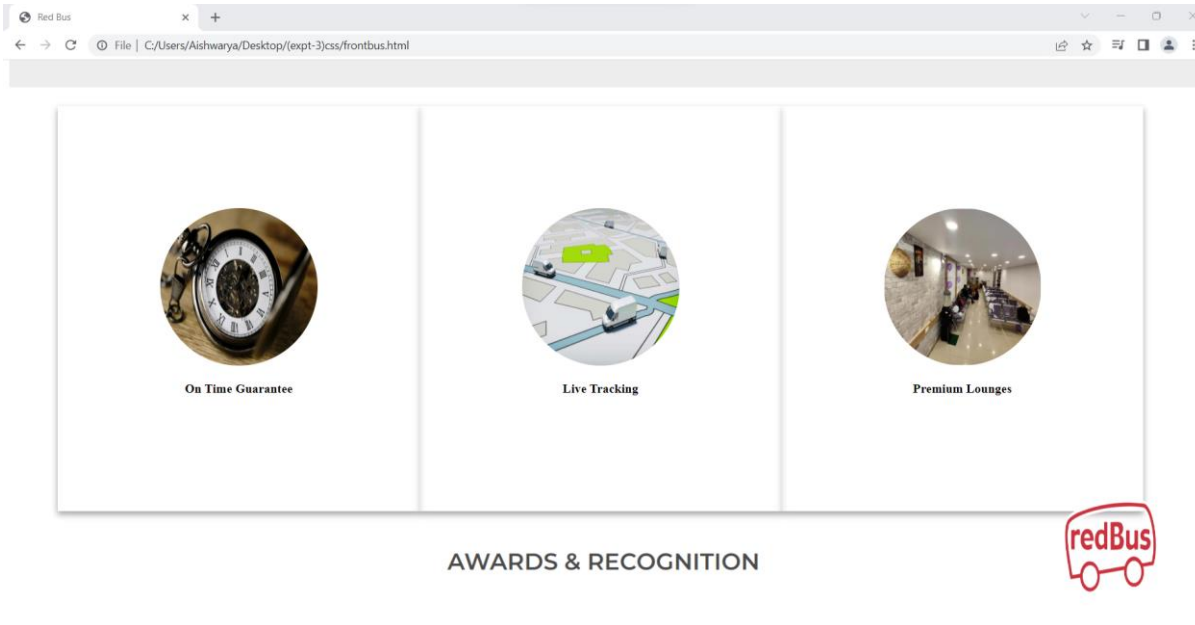 Red Bus
File | C:/Users/Aishwarya/Desktop/(expt-3)css/frontbus.html
On Time Guarantee
Live Tracking
Premium Lounges
redBus
AWARDS & RECOGNITION